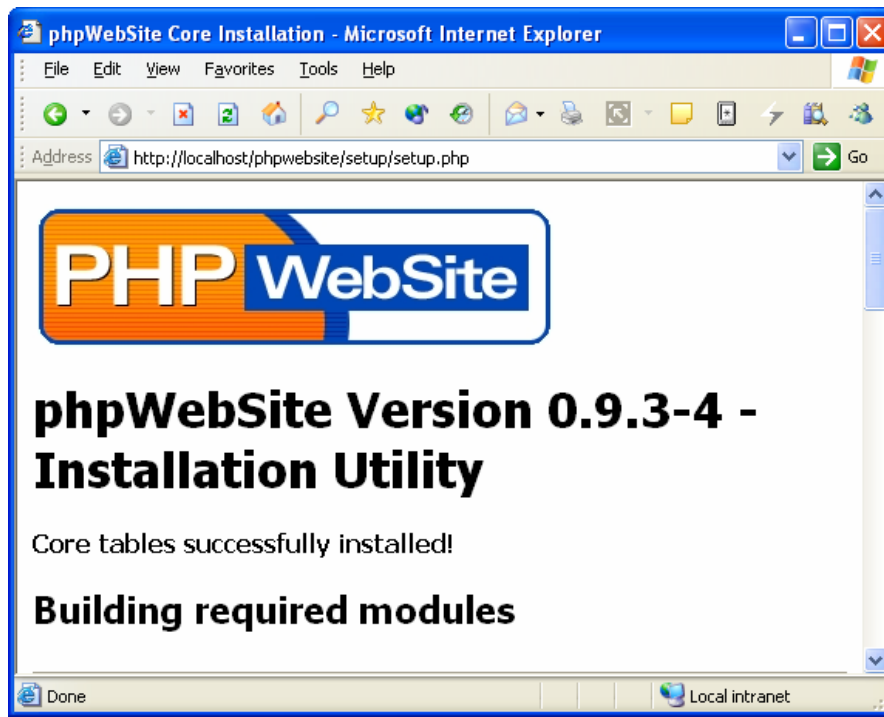 phpWebSite Core Installation - Microsoft Internet Explorer
File Edit View Favorites Tools Help
Address http://localhost/phpwebsite/setup/setup.php Go
PHP WebSite
phpWebSite Version 0.9.3-4 -
Installation Utility
Core tables successfully installed!
Building required modules
Done Local intranet